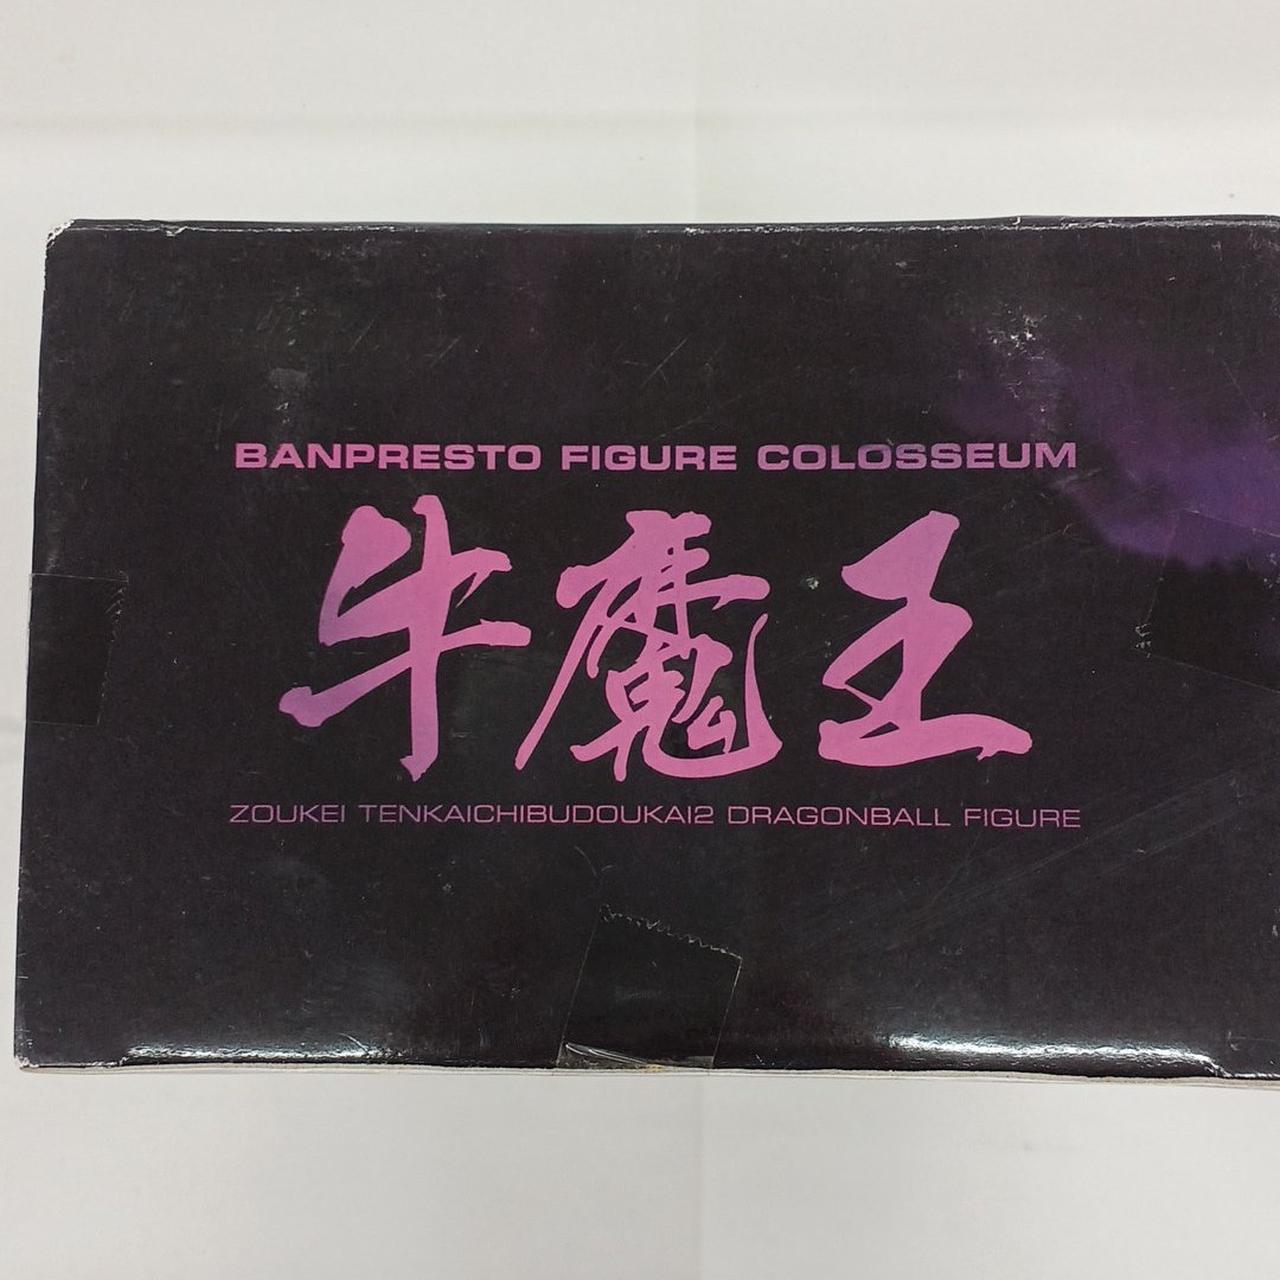 BANPRESTO FIGURE COLOSSEUM
牛魔王
ZOUKEI TENKAICHIBUDOUKAI2 DRAGONBALL FIGURE